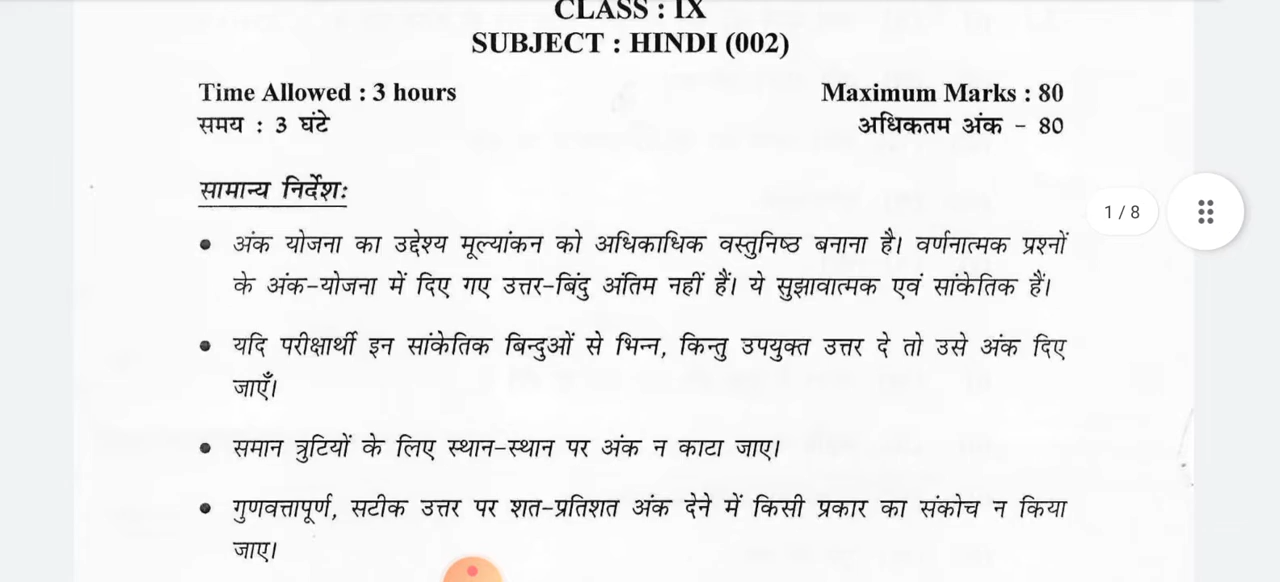 CLASS : IX
SUBJECT : HINDI (002)
Time Allowed : 3 hours
Maximum Marks : 80
समय : 3 घंटे
अधिकतम अंक - 80
सामान्य निर्देशः
• अंक योजना का उद्देश्य मूल्यांकन को अधिकाधिक वस्तुनिष्ठ बनाना है। वर्णनात्मक प्रश्नों
के अंक-योजना में दिए गए उत्तर-बिंदु अंतिम नहीं हैं। ये सुझावात्मक एवं सांकेतिक हैं।
• यदि परीक्षार्थी इन सांकेतिक बिन्दुओं से भिन्न, किन्तु उपयुक्त उत्तर दे तो उसे अंक दिए
जाएँ।
• समान त्रुटियों के लिए स्थान-स्थान पर अंक न काटा जाए।
• गुणवत्तापूर्ण, सटीक उत्तर पर शत-प्रतिशत अंक देने में किसी प्रकार का संकोच न किया
जाए।
1 / 8